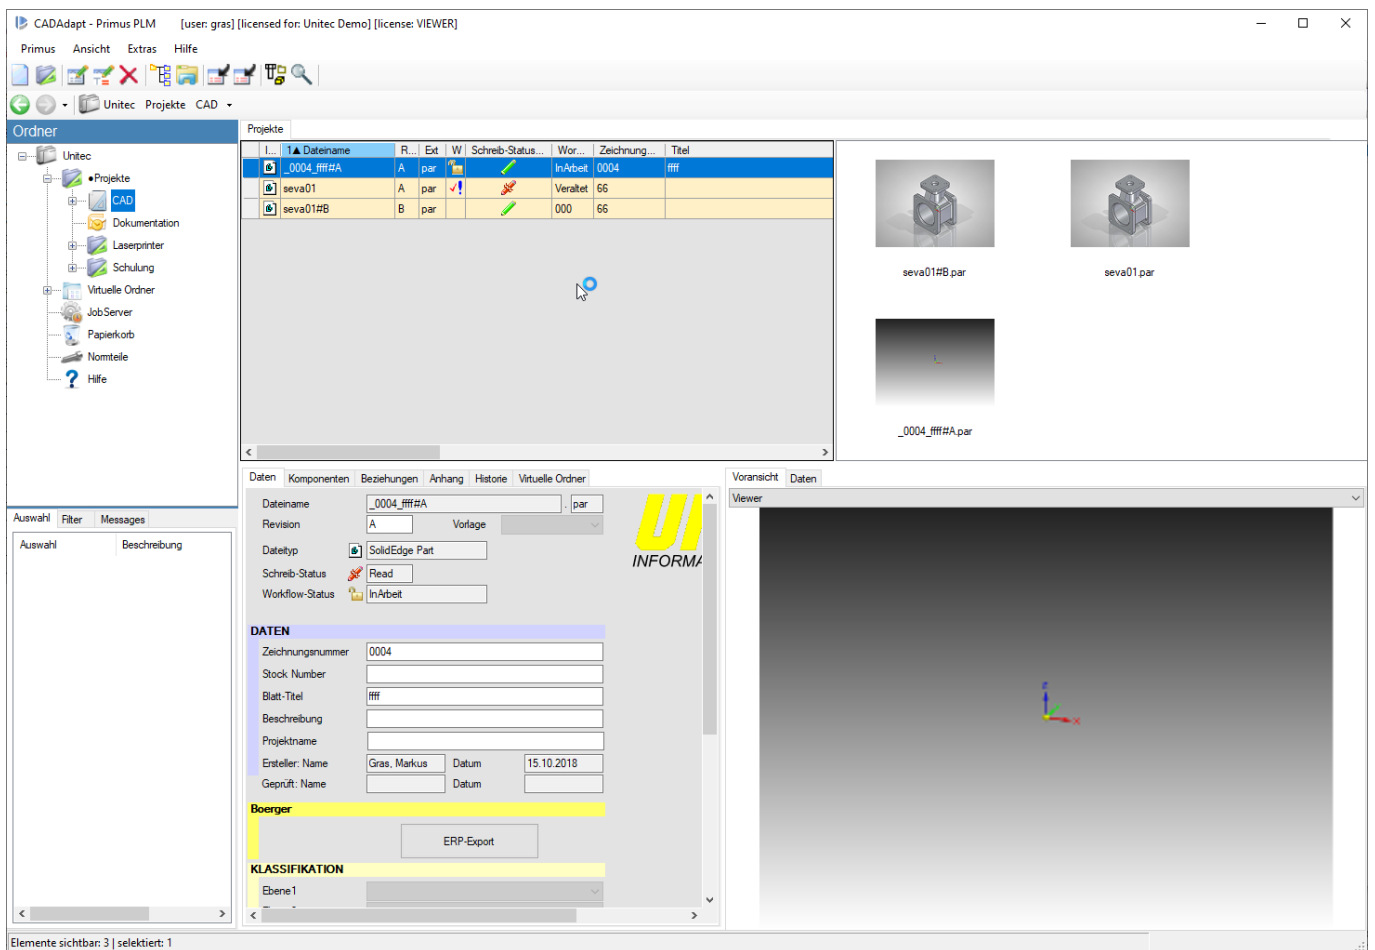 CADAdapt - Primus PLM [user: gras] [licensed for: Unitec Demo] [license: VIEWER]
Primus Ansicht Extras Hilfe
Unitec Projekte CAD
Ordner
Unitec
•Projekte
CAD
Dokumentation
Laserprinter
Schulung
Virtuelle Ordner
JobServer
Papierkorb
Normteile
Hilfe
Projekte
I... 1▲ Dateiname R... Ext W Schreib-Status... Wor... Zeichnung... Titel
_0004_ffff#A A par InArbeit 0004 ffff
seva01 A par Veraltet 66
seva01#B B par 000 66
seva01#B.par
seva01.par
_0004_ffff#A.par
Auswahl Filter Messages
Auswahl Beschreibung
Daten Komponenten Beziehungen Anhang Historie Virtuelle Ordner
Dateiname _0004_ffff#A . par
Revision A Vorlage
Dateityp SolidEdge Part
Schreib-Status Read
Workflow-Status InArbeit
INFORMA
DATEN
Zeichnungsnummer 0004
Stock Number
Blatt-Titel ffff
Beschreibung
Projektname
Ersteller: Name Gras, Markus Datum 15.10.2018
Geprüft: Name Datum
Boerger
ERP-Export
KLASSIFIKATION
Ebene1
Voransicht Daten
Viewer
Elemente sichtbar: 3 | selektiert: 1